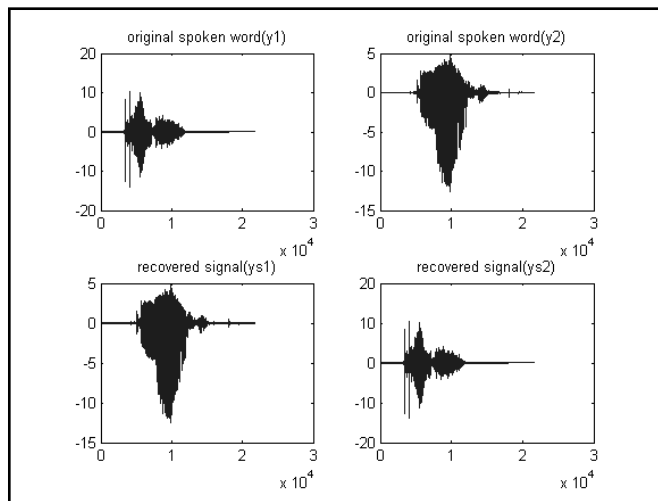 original spoken word(y1)
20
10
0
-10
-20
0 1 2 3
x 10^4
original spoken word(y2)
5
0
-5
-10
-15
0 1 2 3
x 10^4
recovered signal(ys1)
5
0
-5
-10
-15
0 1 2 3
x 10^4
recovered signal(ys2)
20
10
0
-10
-20
0 1 2 3
x 10^4